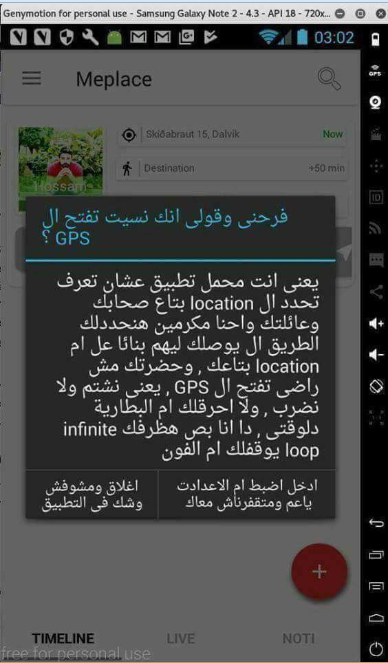 Genymotion for personal use - Samsung Galaxy Note 2 - 4.3 - API 18 - 720x...
03:02
Meplace
Skíðabraut 15, Dalvik
Now
Destination
+50 min
Hossam
فرحنى وقولى انك نسيت تفتح ال
GPS ؟
يعنى انت محمل تطبيق عشان تعرف
تحدد ال location بتاع صحابك
وعائلتك واحنا مكرمين هنحددلك
الطريق ال يوصلك ليهم بنائا عل ام
location بتاعك , وحضرتك مش
راضى تفتح ال GPS , يعنى نشتم ولا
نضرب , ولا احرقلك ام البطارية
دلوقتى , دا انا بص هظرفك infinite
loop يوقفلك ام الفون
ادخل اضبط ام الاعدادت
ياعم ومتقفرناش معاك
اغلاق ومشوفش
وشك فى التطبيق
TIMELINE
LIVE
NOTI
free for personal use
GPS
ID